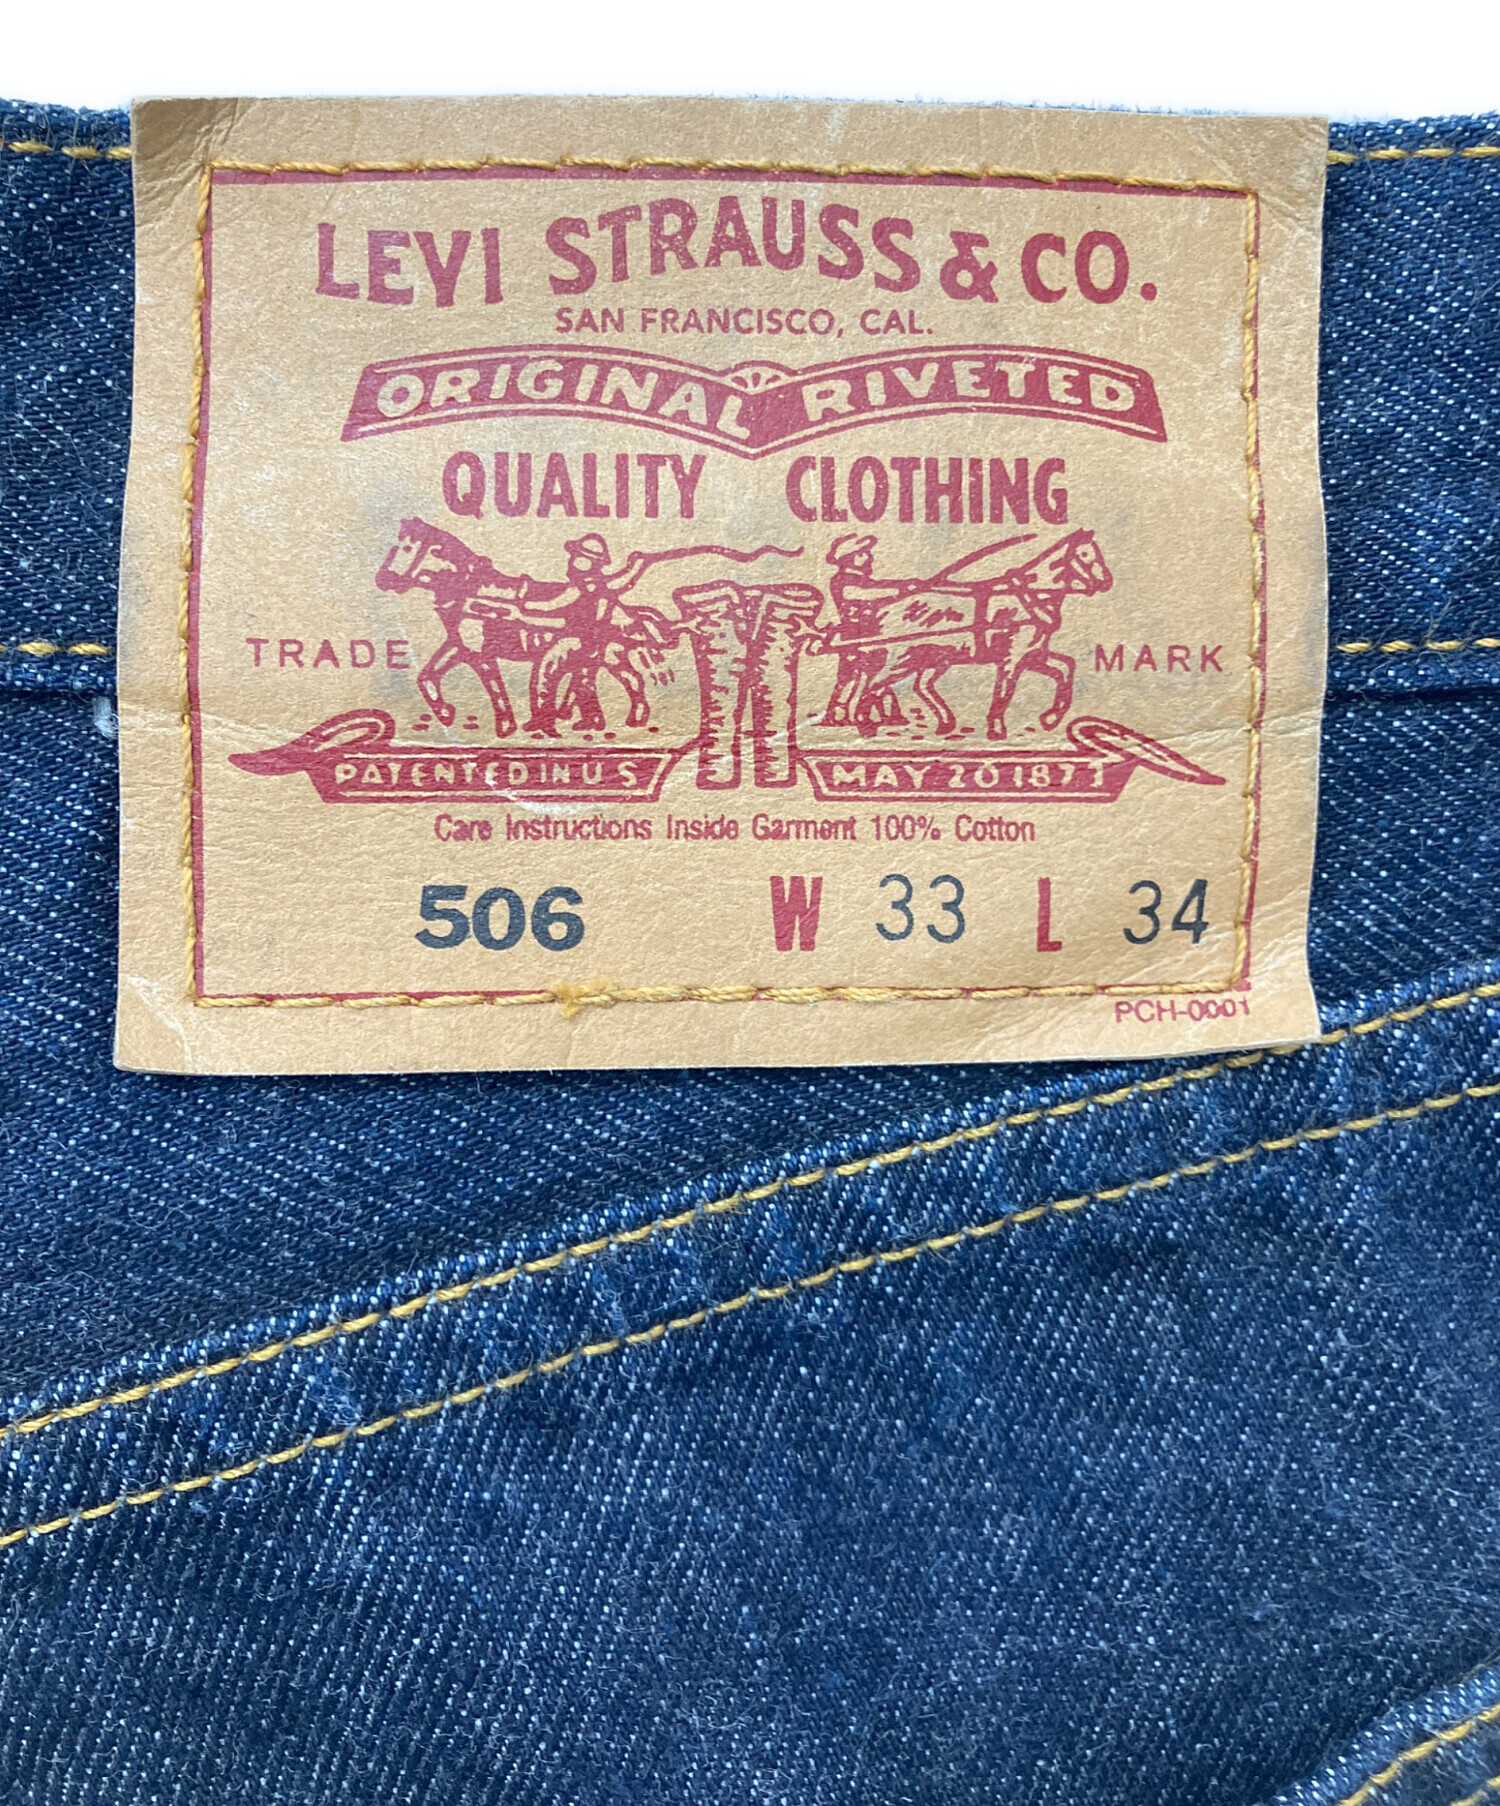 LEVI STRAUSS & CO.
SAN FRANCISCO, CAL.
ORIGINAL RIVETED
QUALITY CLOTHING
TRADE MARK
PATENTED IN U S MAY 20 1873
Care Instructions Inside Garment 100% Cotton
506 W 33 L 34
PCH-0001